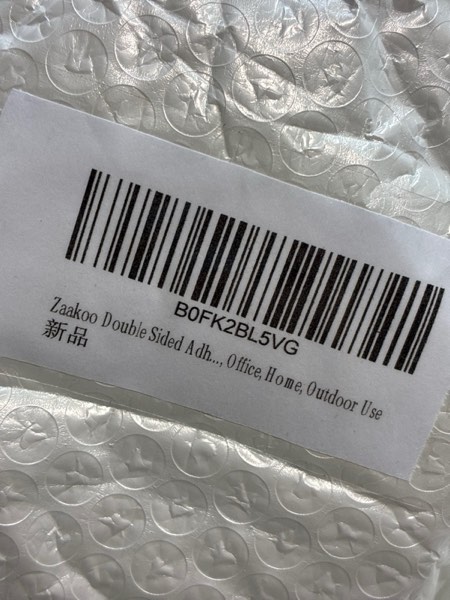 B0FK2BL5VG
Zaakoo Double Sided Adh..., Office, Home, Outdoor Use
新品